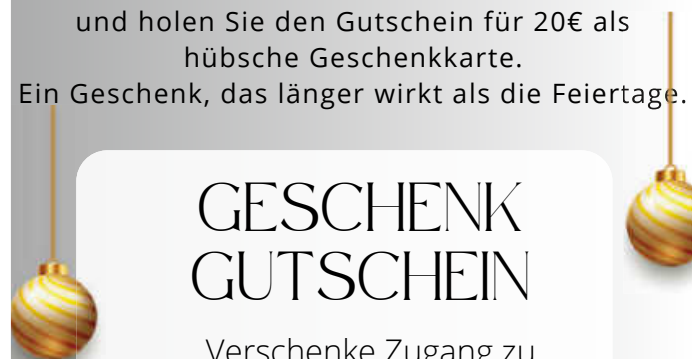 und holen Sie den Gutschein für 20€ als
hübsche Geschenkkarte.
Ein Geschenk, das länger wirkt als die Feiertage.
GESCHENK
GUTSCHEIN
Verschenke Zugang zu